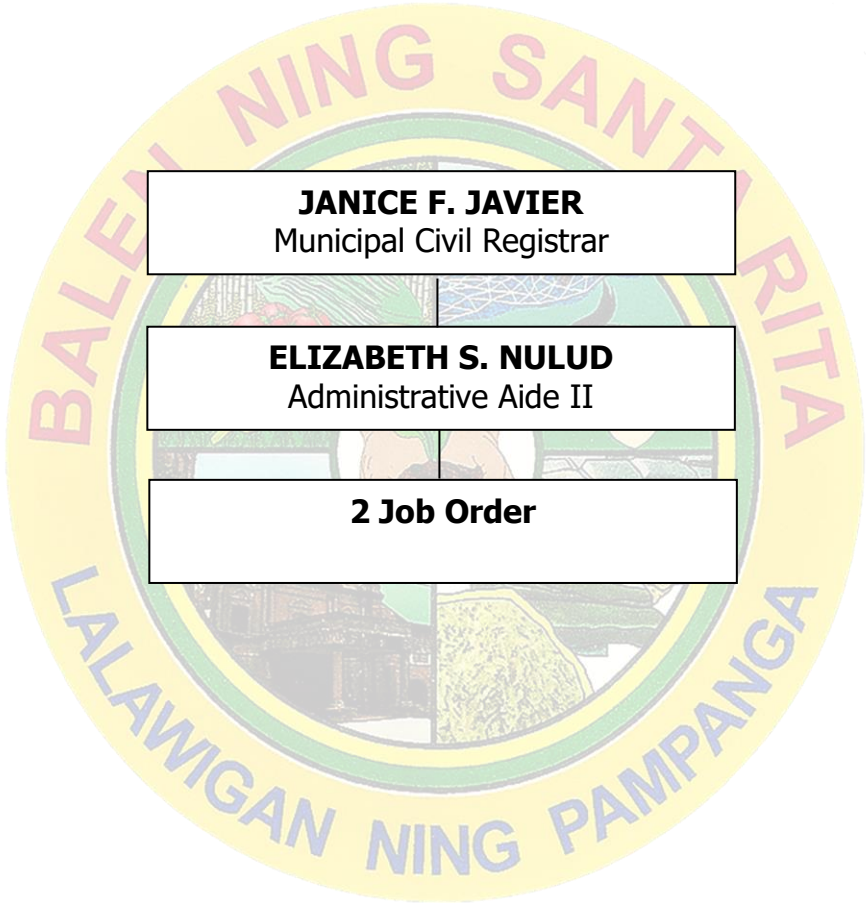 BALEN NING SANTA RITA
JANICE F. JAVIER
Municipal Civil Registrar
ELIZABETH S. NULUD
Administrative Aide II
2 Job Order
LALAWIGAN NING PAMPANGA